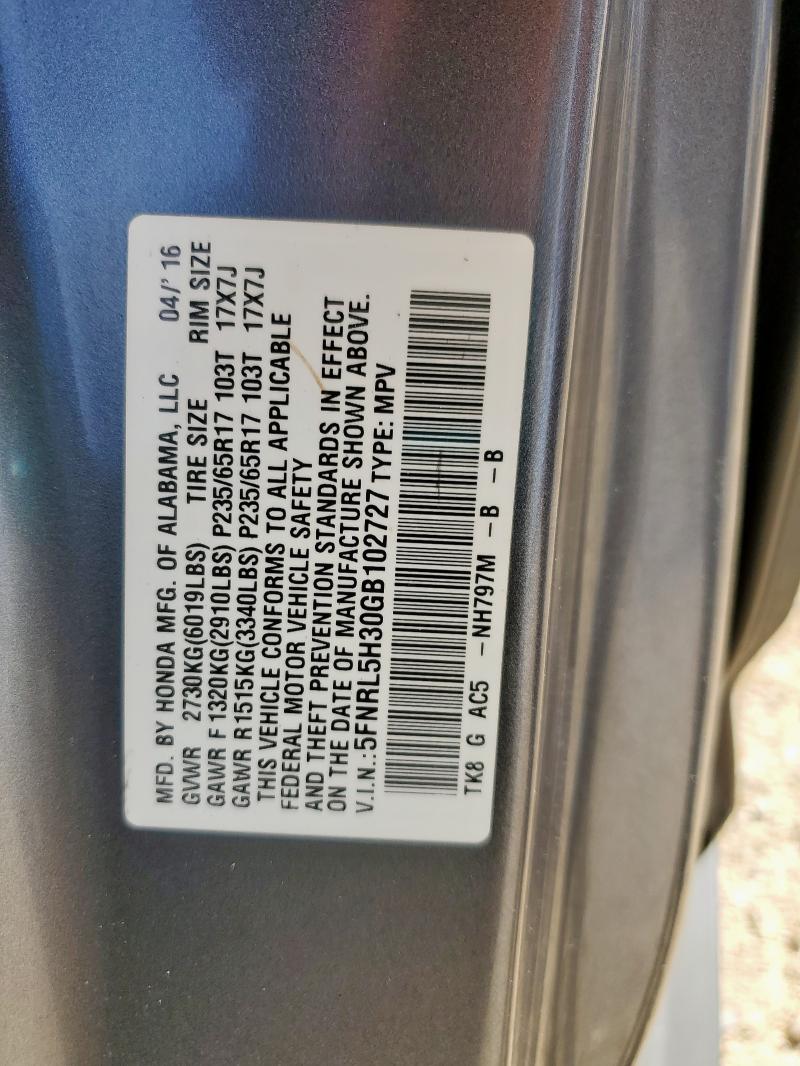 MFD. BY HONDA MFG. OF ALABAMA, LLC 04/'16
GVWR 2730KG(6019LBS) TIRE SIZE RIM SIZE
GAWR F 1320KG(2910LBS) P235/65R17 103T 17X7J
GAWR R1515KG(3340LBS) P235/65R17 103T 17X7J
THIS VEHICLE CONFORMS TO ALL APPLICABLE
FEDERAL MOTOR VEHICLE SAFETY
AND THEFT PREVENTION STANDARDS IN EFFECT
ON THE DATE OF MANUFACTURE SHOWN ABOVE.
V.I.N.:5FNRL5H30GB102727 TYPE: MPV
TK8 G AC5 -NH797M -B -B